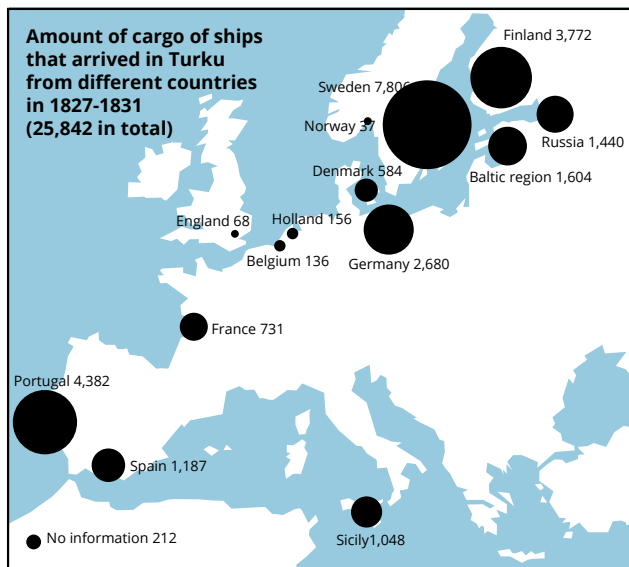 Amount of cargo of ships
that arrived in Turku
from different countries
in 1827-1831
(25,842 in total)
Finland 3,772
Sweden 7,806
Norway 37
Russia 1,440
Denmark 584
Baltic region 1,604
England 68
Holland 156
Belgium 136
Germany 2,680
France 731
Portugal 4,382
Spain 1,187
No information 212
Sicily1,048